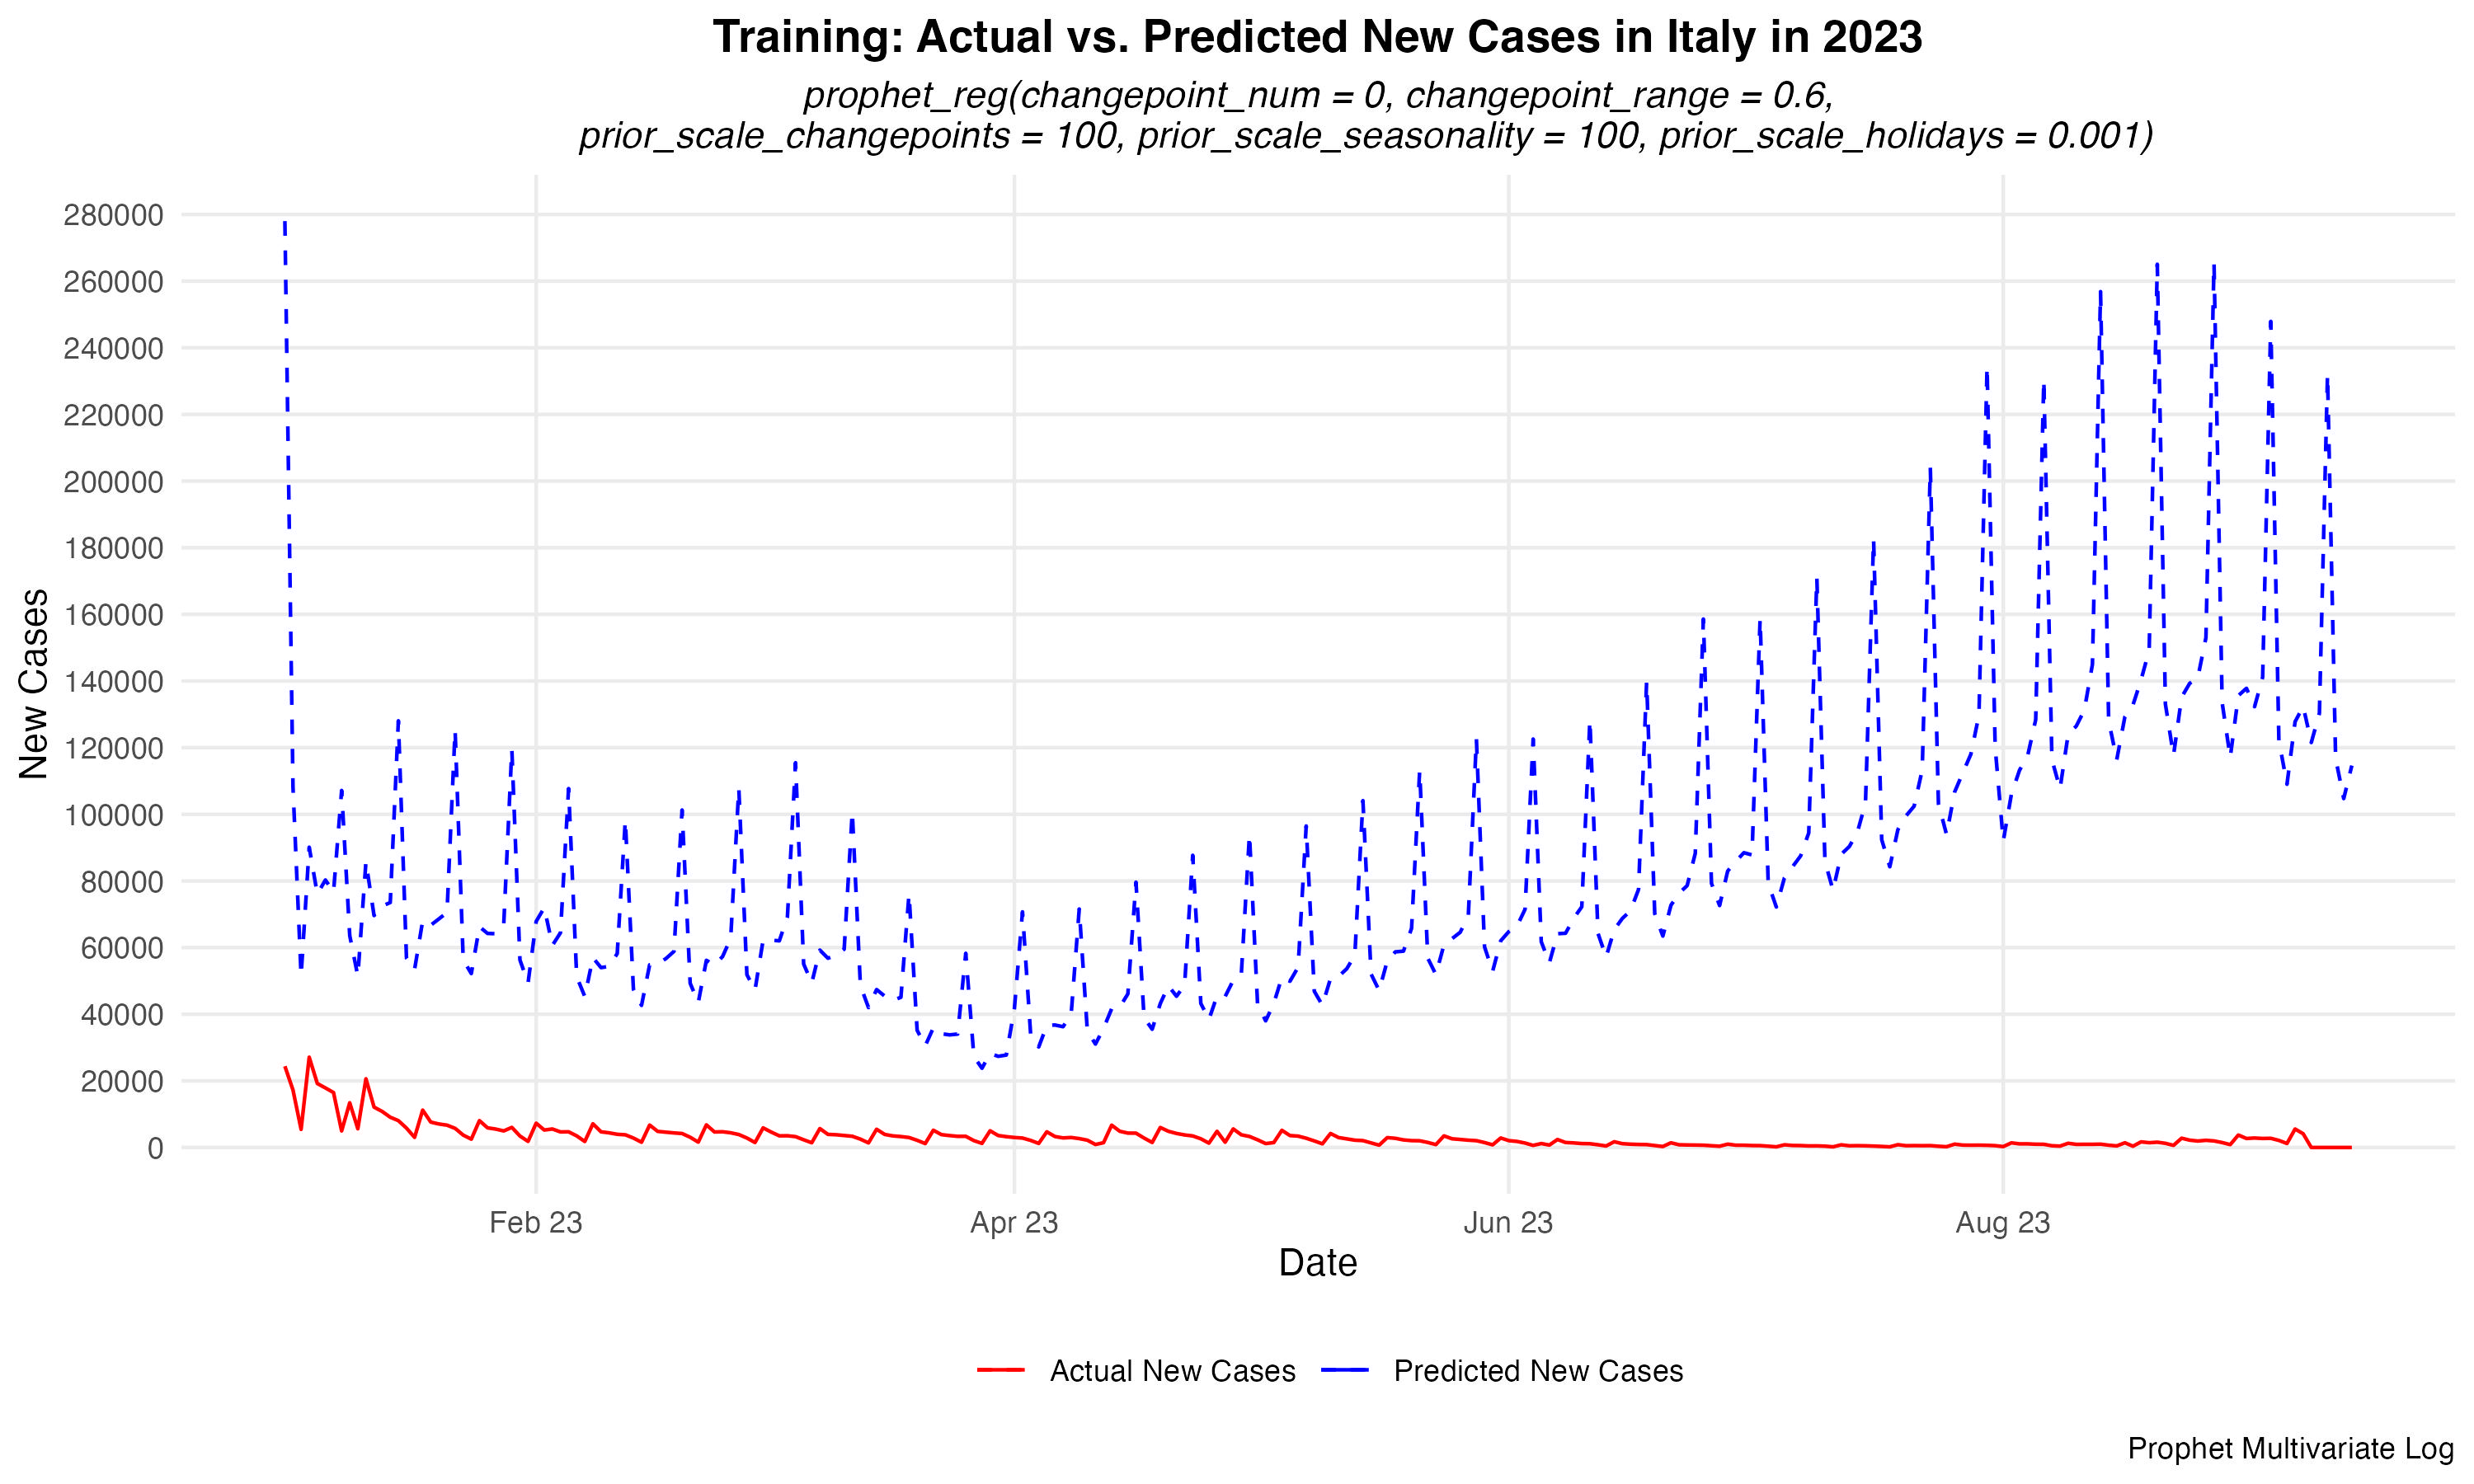 Training: Actual vs. Predicted New Cases in Italy in 2023
prophet_reg(changepoint_num = 0, changepoint_range = 0.6,
prior_scale_changepoints = 100, prior_scale_seasonality = 100, prior_scale_holidays = 0.001)
New Cases
280000
260000
240000
220000
200000
180000
160000
140000
120000
100000
80000
60000
40000
20000
0
Feb 23 Apr 23 Jun 23 Aug 23
Date
Actual New Cases Predicted New Cases
Prophet Multivariate Log